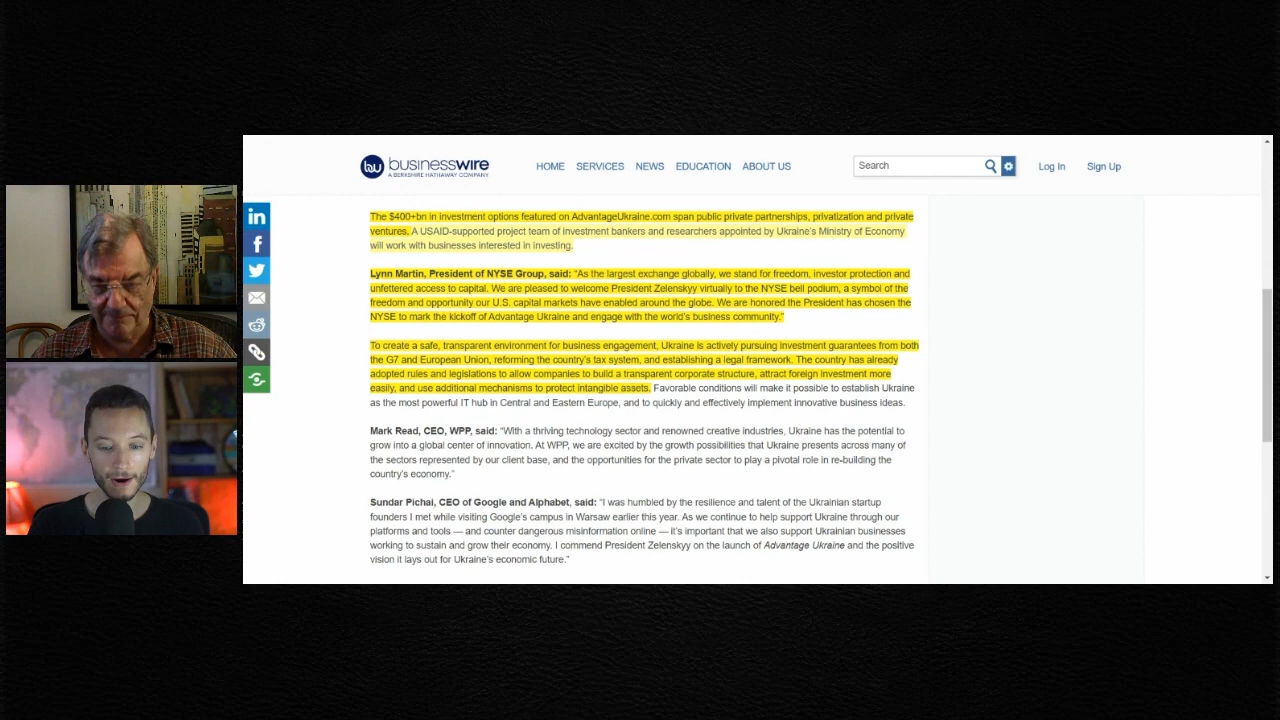 businesswire
A BERKSHIRE HATHAWAY COMPANY
HOME SERVICES NEWS EDUCATION ABOUT US
Search
Log In Sign Up
The $400+bn in investment options featured on AdvantageUkraine.com span public private partnerships, privatization and private
ventures. A USAID-supported project team of investment bankers and researchers appointed by Ukraine's Ministry of Economy
will work with businesses interested in investing.
Lynn Martin, President of NYSE Group, said: "As the largest exchange globally, we stand for freedom, investor protection and
unfettered access to capital. We are pleased to welcome President Zelenskyy virtually to the NYSE bell podium, a symbol of the
freedom and opportunity our U.S. capital markets have enabled around the globe. We are honored the President has chosen the
NYSE to mark the kickoff of Advantage Ukraine and engage with the world's business community."
To create a safe, transparent environment for business engagement, Ukraine is actively pursuing investment guarantees from both
the G7 and European Union, reforming the country's tax system, and establishing a legal framework. The country has already
adopted rules and legislations to allow companies to build a transparent corporate structure, attract foreign investment more
easily, and use additional mechanisms to protect intangible assets. Favorable conditions will make it possible to establish Ukraine
as the most powerful IT hub in Central and Eastern Europe, and to quickly and effectively implement innovative business ideas.
Mark Read, CEO, WPP, said: "With a thriving technology sector and renowned creative industries, Ukraine has the potential to
grow into a global center of innovation. At WPP, we are excited by the growth possibilities that Ukraine presents across many of
the sectors represented by our client base, and the opportunities for the private sector to play a pivotal role in re-building the
country's economy."
Sundar Pichai, CEO of Google and Alphabet, said: "I was humbled by the resilience and talent of the Ukrainian startup
founders I met while visiting Google's campus in Warsaw earlier this year. As we continue to help support Ukraine through our
platforms and tools — and counter dangerous misinformation online — it's important that we also support Ukrainian businesses
working to sustain and grow their economy. I commend President Zelenskyy on the launch of Advantage Ukraine and the positive
vision it lays out for Ukraine's economic future."